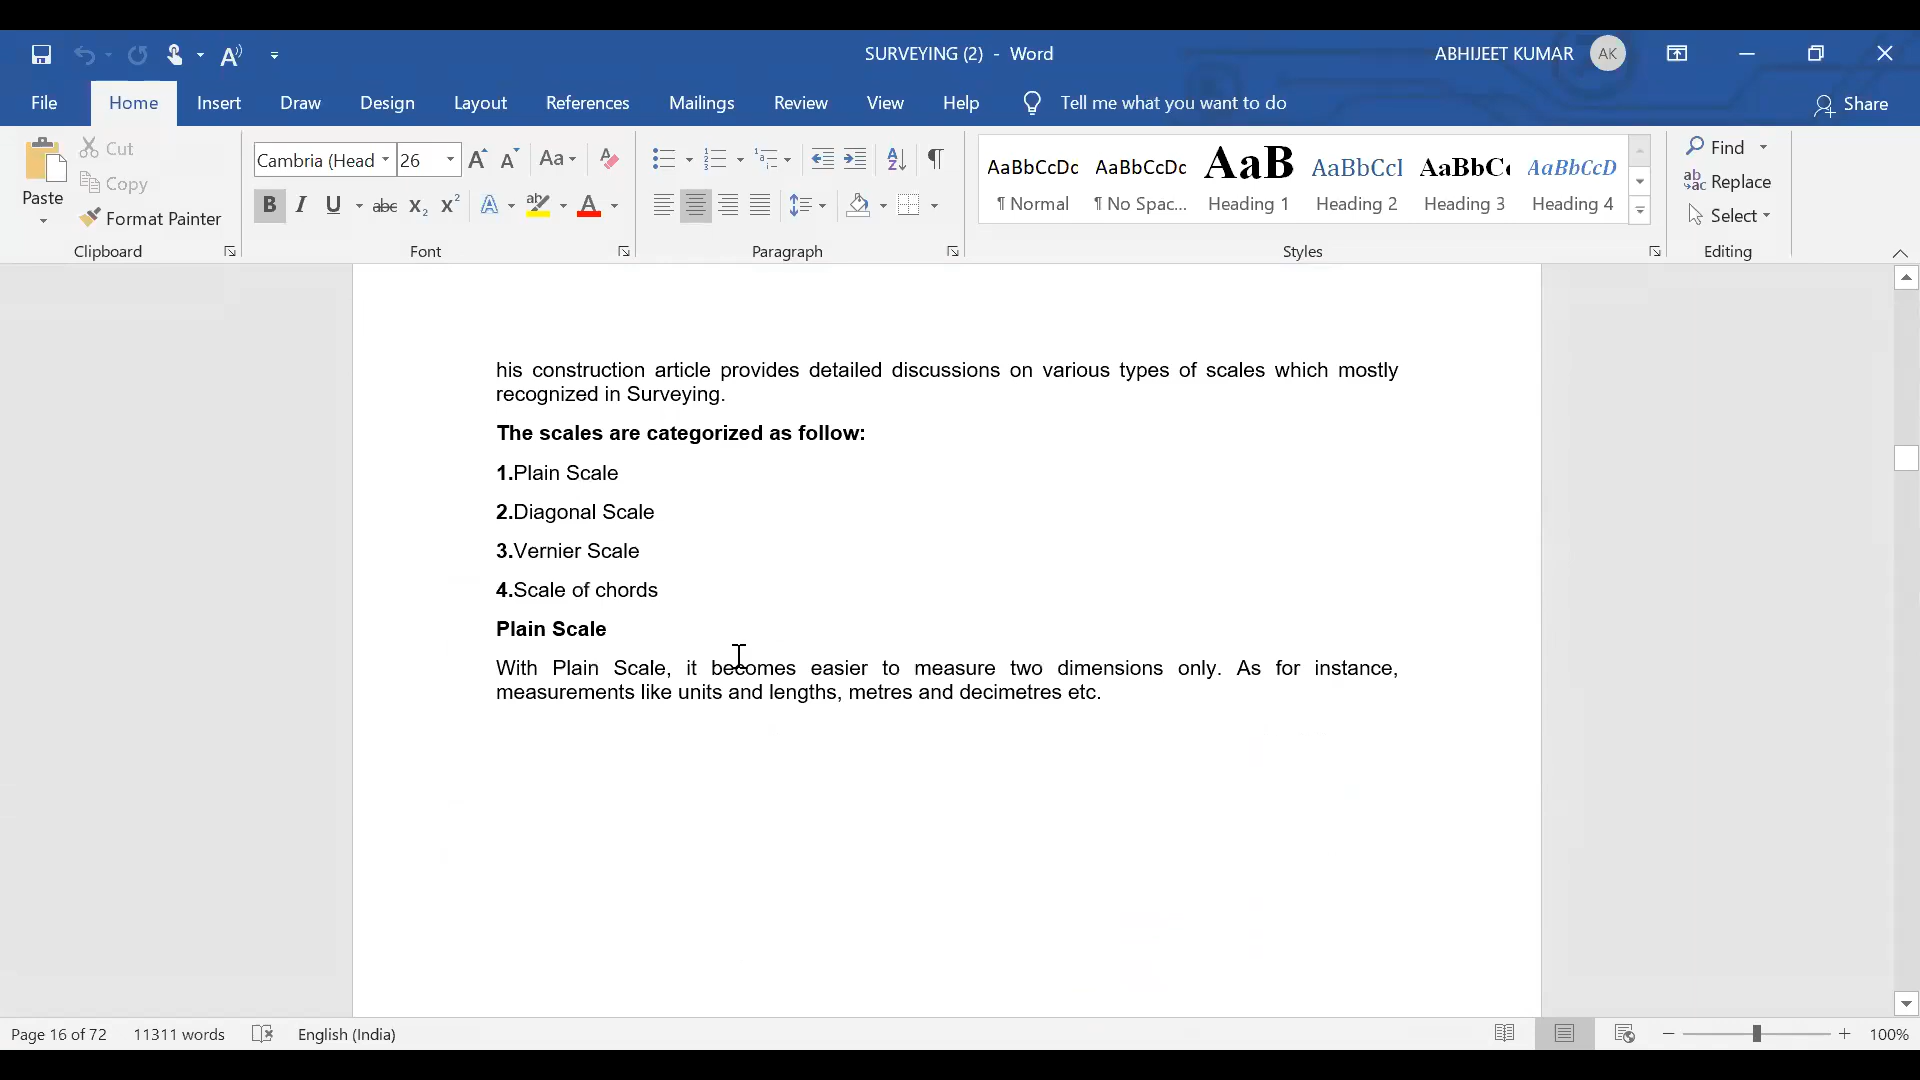 SURVEYING (2) - Word
ABHIJEET KUMAR AK
File Home Insert Draw Design Layout References Mailings Review View Help Tell me what you want to do Share
Paste
Cut
Copy
Format Painter
Clipboard
Cambria (Head 26
Font
Paragraph
AaBbCcDc AaBbCcDc AaB AaBbCcI AaBbCc AaBbCcD
¶ Normal ¶ No Spac... Heading 1 Heading 2 Heading 3 Heading 4
Styles
Find
Replace
Select
Editing
his construction article provides detailed discussions on various types of scales which mostly
recognized in Surveying.
The scales are categorized as follow:
1.Plain Scale
2.Diagonal Scale
3.Vernier Scale
4.Scale of chords
Plain Scale
With Plain Scale, it becomes easier to measure two dimensions only. As for instance,
measurements like units and lengths, metres and decimetres etc.
Page 16 of 72 11311 words English (India) 100%